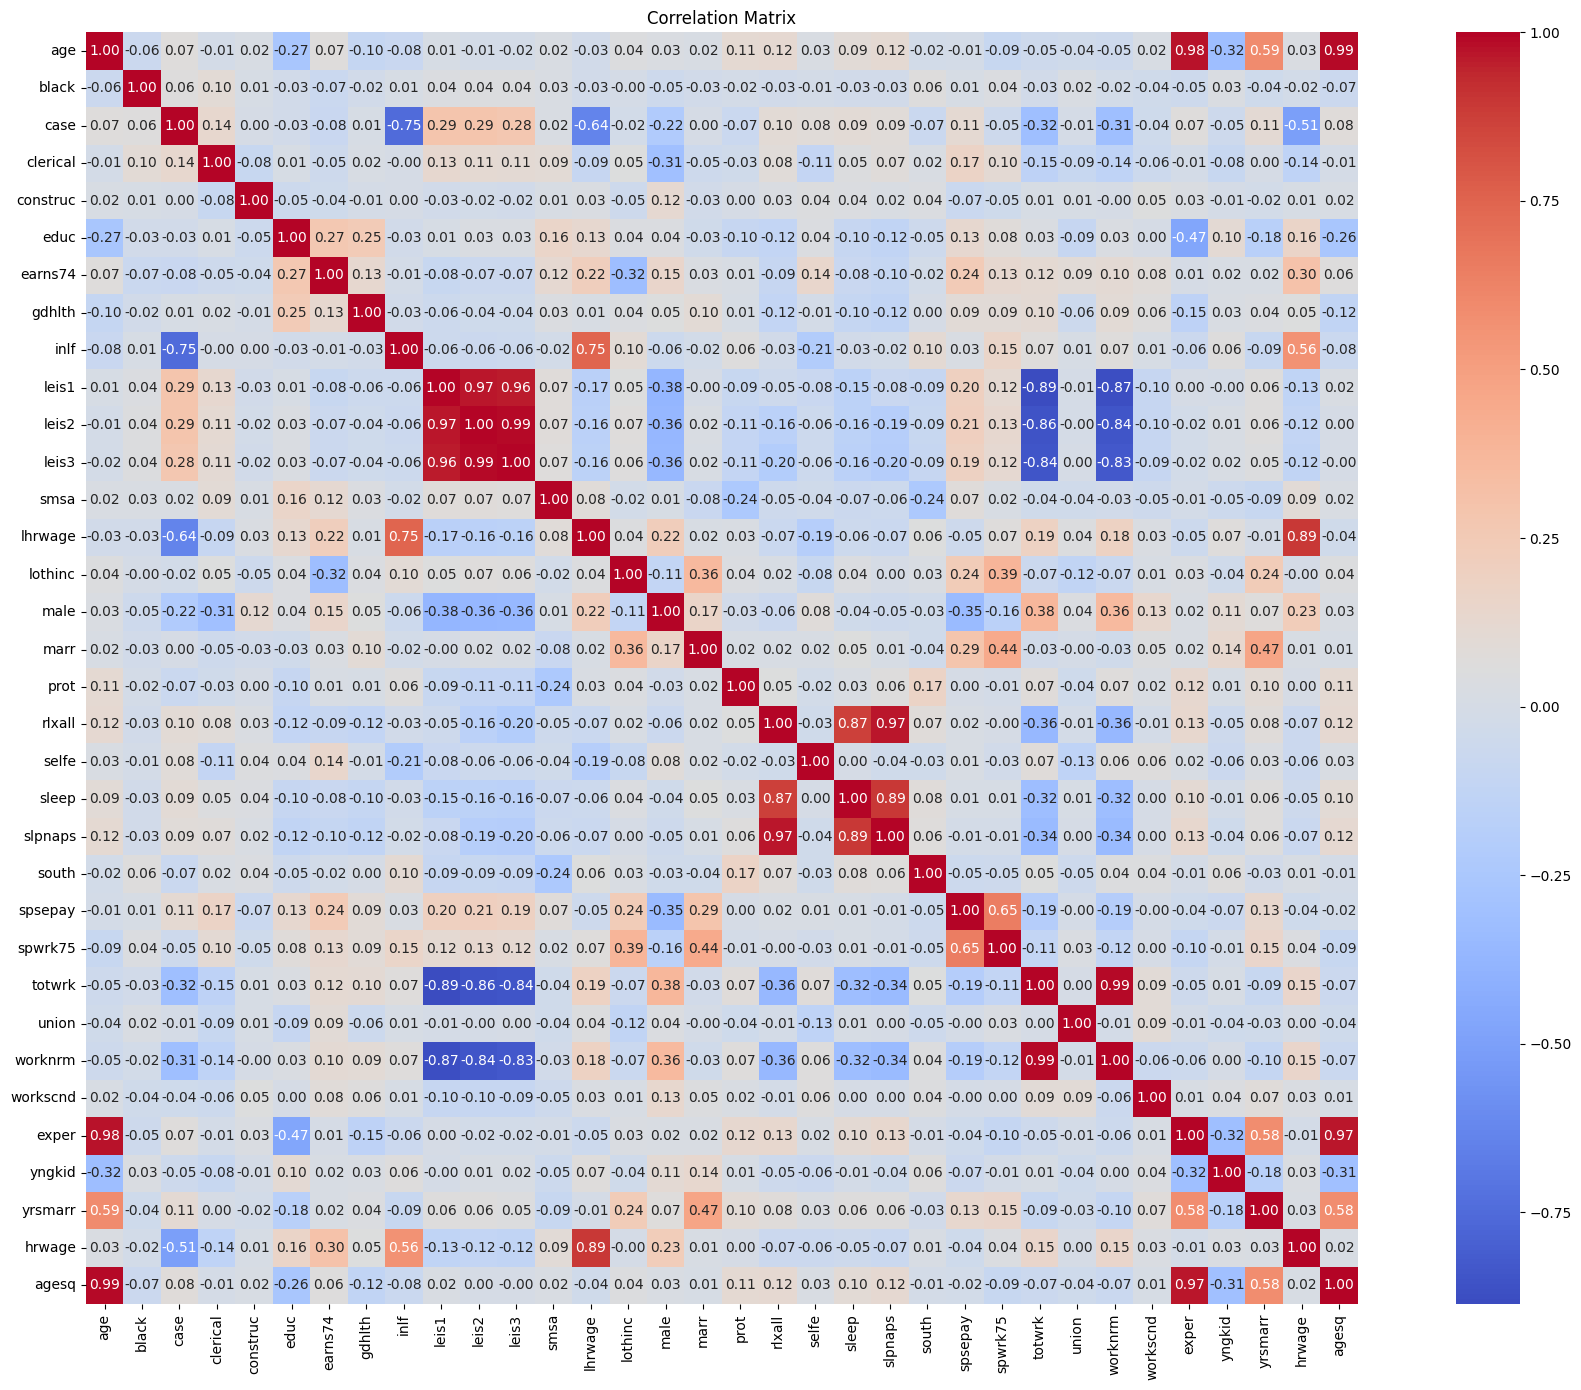 Correlation Matrix
age 1.00 -0.06 0.07 -0.01 0.02 -0.27 0.07 -0.10 -0.08 0.01 -0.01 -0.02 0.02 -0.03 0.04 0.03 0.02 0.11 0.12 0.03 0.09 0.12 -0.02 -0.01 -0.09 -0.05 -0.04 -0.05 0.02 0.98 -0.32 0.59 0.03 0.99
black -0.06 1.00 0.06 0.10 0.01 -0.03 -0.07 -0.02 0.01 0.04 0.04 0.04 0.03 -0.03 -0.00 -0.05 -0.03 -0.02 -0.03 -0.01 -0.03 -0.03 0.06 0.01 0.04 -0.03 0.02 -0.02 -0.04 -0.05 0.03 -0.04 -0.02 -0.07
case 0.07 0.06 1.00 0.14 0.00 -0.03 -0.08 0.01 -0.75 0.29 0.29 0.28 0.02 -0.64 -0.02 -0.22 0.00 -0.07 0.10 0.08 0.09 0.09 -0.07 0.11 -0.05 -0.32 -0.01 -0.31 -0.04 0.07 -0.05 0.11 -0.51 0.08
clerical -0.01 0.10 0.14 1.00 -0.08 0.01 -0.05 0.02 -0.00 0.13 0.11 0.11 0.09 -0.09 0.05 -0.31 -0.05 -0.03 0.08 -0.11 0.05 0.07 0.02 0.17 0.10 -0.15 -0.09 -0.14 -0.06 -0.01 -0.08 0.00 -0.14 -0.01
construc 0.02 0.01 0.00 -0.08 1.00 -0.05 -0.04 -0.01 0.00 -0.03 -0.02 -0.02 0.01 0.03 -0.05 0.12 -0.03 0.00 0.03 0.04 0.04 0.02 0.04 -0.07 -0.05 0.01 0.01 -0.00 0.05 0.03 -0.01 -0.02 0.01 0.02
educ -0.27 -0.03 -0.03 0.01 -0.05 1.00 0.27 0.25 -0.03 0.01 0.03 0.03 0.16 0.13 0.04 0.04 -0.03 -0.10 -0.12 0.04 -0.10 -0.12 -0.05 0.13 0.08 0.03 -0.09 0.03 0.00 -0.47 0.10 -0.18 0.16 -0.26
earns74 0.07 -0.07 -0.08 -0.05 -0.04 0.27 1.00 0.13 -0.01 -0.08 -0.07 -0.07 0.12 0.22 -0.32 0.15 0.03 0.01 -0.09 0.14 -0.08 -0.10 -0.02 0.24 0.13 0.12 0.09 0.10 0.08 0.01 0.02 0.02 0.30 0.06
gdhlth -0.10 -0.02 0.01 0.02 -0.01 0.25 0.13 1.00 -0.03 -0.06 -0.04 -0.04 0.03 0.01 0.04 0.05 0.10 0.01 -0.12 -0.01 -0.10 -0.12 0.00 0.09 0.09 0.10 -0.06 0.09 0.06 -0.15 0.03 0.04 0.05 -0.12
inlf -0.08 0.01 -0.75 -0.00 0.00 -0.03 -0.01 -0.03 1.00 -0.06 -0.06 -0.06 -0.02 0.75 0.10 -0.06 -0.02 0.06 -0.03 -0.21 -0.03 -0.02 0.10 0.03 0.15 0.07 0.01 0.07 0.01 -0.06 0.06 -0.09 0.56 -0.08
leis1 -0.01 0.04 0.29 0.13 -0.03 0.01 -0.08 -0.06 -0.06 1.00 0.97 0.96 0.07 -0.17 0.05 -0.38 -0.00 -0.09 -0.05 -0.08 -0.15 -0.08 -0.09 0.20 0.12 -0.89 -0.01 -0.87 -0.10 0.00 -0.00 0.06 -0.13 0.02
leis2 -0.01 0.04 0.29 0.11 -0.02 0.03 -0.07 -0.04 -0.06 0.97 1.00 0.99 0.07 -0.16 0.07 -0.36 0.02 -0.11 -0.16 -0.06 -0.16 -0.19 -0.09 0.21 0.13 -0.86 -0.00 -0.84 -0.10 -0.02 0.01 0.06 -0.12 0.00
leis3 -0.02 0.04 0.28 0.11 -0.02 0.03 -0.07 -0.04 -0.06 0.96 0.99 1.00 0.07 -0.16 0.06 -0.36 0.02 -0.11 -0.20 -0.06 -0.16 -0.20 -0.09 0.19 0.12 -0.84 0.00 -0.83 -0.09 -0.02 0.02 0.05 -0.12 -0.00
smsa 0.02 0.03 0.02 0.09 0.01 0.16 0.12 0.03 -0.02 0.07 0.07 0.07 1.00 0.08 -0.02 0.01 -0.08 -0.24 -0.05 -0.04 -0.07 -0.06 -0.24 0.07 0.02 -0.04 -0.04 -0.03 -0.05 -0.01 -0.05 -0.09 0.09 0.02
lhrwage -0.03 -0.03 -0.64 -0.09 0.03 0.13 0.22 0.01 0.75 -0.17 -0.16 -0.16 0.08 1.00 0.04 0.22 0.02 0.03 -0.07 -0.19 -0.06 -0.07 0.06 -0.05 0.07 0.19 0.04 0.18 0.03 -0.05 0.07 -0.01 0.89 -0.04
lothinc 0.04 -0.00 -0.02 0.05 -0.05 0.04 -0.32 0.04 0.10 0.05 0.07 0.06 -0.02 0.04 1.00 -0.11 0.36 0.04 0.02 -0.08 0.04 0.00 0.03 0.24 0.39 -0.07 -0.12 -0.07 0.01 0.03 -0.04 0.24 -0.00 0.04
male 0.03 -0.05 -0.22 -0.31 0.12 0.04 0.15 0.05 -0.06 -0.38 -0.36 -0.36 0.01 0.22 -0.11 1.00 0.17 -0.03 -0.06 0.08 -0.04 -0.05 -0.03 -0.35 -0.16 0.38 0.04 0.36 0.13 0.02 0.11 0.07 0.23 0.03
marr 0.02 -0.03 0.00 -0.05 -0.03 -0.03 0.03 0.10 -0.02 -0.00 0.02 0.02 -0.08 0.02 0.36 0.17 1.00 0.02 0.02 0.02 0.05 0.01 -0.04 0.29 0.44 -0.03 -0.00 -0.03 0.05 0.02 0.14 0.47 0.01 0.01
prot 0.11 -0.02 -0.07 -0.03 0.00 -0.10 0.01 0.01 0.06 -0.09 -0.11 -0.11 -0.24 0.03 0.04 -0.03 0.02 1.00 0.05 -0.02 0.03 0.06 0.17 0.00 -0.01 0.07 -0.04 0.07 0.02 0.12 0.01 0.10 0.00 0.11
rlxall 0.12 -0.03 0.10 0.08 0.03 -0.12 -0.09 -0.12 -0.03 -0.05 -0.16 -0.20 -0.05 -0.07 0.02 -0.06 0.02 0.05 1.00 -0.03 0.87 0.97 0.07 0.02 -0.00 -0.36 -0.01 -0.36 -0.01 0.13 -0.05 0.08 -0.07 0.12
selfe 0.03 -0.01 0.08 -0.11 0.04 0.04 0.14 -0.01 -0.21 -0.08 -0.06 -0.06 -0.04 -0.19 -0.08 0.08 0.02 -0.02 -0.03 1.00 0.00 -0.04 -0.03 0.01 -0.03 0.07 -0.13 0.06 0.06 0.02 -0.06 0.03 -0.06 0.03
sleep 0.09 -0.03 0.09 0.05 0.04 -0.10 -0.08 -0.10 -0.03 -0.15 -0.16 -0.16 -0.07 -0.06 0.04 -0.04 0.05 0.03 0.87 0.00 1.00 0.89 0.08 0.01 0.01 -0.32 0.01 -0.32 0.00 0.10 -0.01 0.06 -0.05 0.10
slpnaps 0.12 -0.03 0.09 0.07 0.02 -0.12 -0.10 -0.12 -0.02 -0.08 -0.19 -0.20 -0.06 -0.07 0.00 -0.05 0.01 0.06 0.97 -0.04 0.89 1.00 0.06 -0.01 -0.01 -0.34 0.00 -0.34 0.00 0.13 -0.04 0.06 -0.07 0.12
south -0.02 0.06 -0.07 0.02 0.04 -0.05 -0.02 0.00 0.10 -0.09 -0.09 -0.09 -0.24 0.06 0.03 -0.03 -0.04 0.17 0.07 -0.03 0.08 0.06 1.00 -0.05 -0.05 0.05 -0.05 0.04 0.04 -0.01 0.06 -0.03 0.01 -0.01
spsepay -0.01 0.01 0.11 0.17 -0.07 0.13 0.24 0.09 0.03 0.20 0.21 0.19 0.07 -0.05 0.24 -0.35 0.29 0.00 0.02 0.01 0.01 -0.01 -0.05 1.00 0.65 -0.19 -0.00 -0.19 -0.00 -0.04 -0.07 0.13 -0.04 -0.02
spwrk75 -0.09 0.04 -0.05 0.10 -0.05 0.08 0.13 0.09 0.15 0.12 0.13 0.12 0.02 0.07 0.39 -0.16 0.44 -0.01 -0.00 -0.03 0.01 -0.01 -0.05 0.65 1.00 -0.11 0.03 -0.12 0.00 -0.10 -0.01 0.15 0.04 -0.09
totwrk -0.05 -0.03 -0.32 -0.15 0.01 0.03 0.12 0.10 0.07 -0.89 -0.86 -0.84 -0.04 0.19 -0.07 0.38 -0.03 0.07 -0.36 0.07 -0.32 -0.34 0.05 -0.19 -0.11 1.00 0.00 0.99 0.09 -0.05 0.01 -0.09 0.15 -0.07
union -0.04 0.02 -0.01 -0.09 0.01 -0.09 0.09 -0.06 0.01 -0.01 -0.00 0.00 -0.04 0.04 -0.12 0.04 -0.00 -0.04 -0.01 -0.13 0.01 0.00 -0.05 -0.00 0.03 0.00 1.00 -0.01 0.09 -0.01 -0.04 -0.03 0.00 -0.04
worknrm -0.05 -0.02 -0.31 -0.14 -0.00 0.03 0.10 0.09 0.07 -0.87 -0.84 -0.83 -0.03 0.18 -0.07 0.36 -0.03 0.07 -0.36 0.06 -0.32 -0.34 0.04 -0.19 -0.12 0.99 -0.01 1.00 -0.06 -0.06 0.00 -0.10 0.15 -0.07
workscnd 0.02 -0.04 -0.04 -0.06 0.05 0.00 0.08 0.06 0.01 -0.10 -0.10 -0.09 -0.05 0.03 0.01 0.13 0.05 0.02 -0.01 0.06 0.00 0.00 0.04 -0.00 0.00 0.09 0.09 -0.06 1.00 0.01 0.04 0.07 0.03 0.01
exper 0.98 -0.05 0.07 -0.01 0.03 -0.47 0.01 -0.15 -0.06 0.00 -0.02 -0.02 -0.01 -0.05 0.03 0.02 0.02 0.12 0.13 0.02 0.10 0.13 -0.01 -0.04 -0.10 -0.05 -0.01 -0.06 0.01 1.00 -0.32 0.58 -0.01 0.97
yngkid -0.32 0.03 -0.05 -0.08 -0.01 0.10 0.02 0.03 0.06 -0.00 0.01 0.02 -0.05 0.07 -0.04 0.11 0.14 0.01 -0.05 -0.06 -0.01 -0.04 0.06 -0.07 -0.01 0.01 -0.04 0.00 0.04 -0.32 1.00 -0.18 0.03 -0.31
yrsmarr 0.59 -0.04 0.11 0.00 -0.02 -0.18 0.02 0.04 -0.09 0.06 0.06 0.05 -0.09 -0.01 0.24 0.07 0.47 0.10 0.08 0.03 0.06 0.06 -0.03 0.13 0.15 -0.09 -0.03 -0.10 0.07 0.58 -0.18 1.00 0.03 0.58
hrwage 0.03 -0.02 -0.51 -0.14 0.01 0.16 0.30 0.05 0.56 -0.13 -0.12 -0.12 0.09 0.89 -0.00 0.23 0.01 0.00 -0.07 -0.06 -0.05 -0.07 0.01 -0.04 0.04 0.15 0.00 0.15 0.03 -0.01 0.03 0.03 1.00 0.02
agesq 0.99 -0.07 0.08 -0.01 0.02 -0.26 0.06 -0.12 -0.08 0.02 0.00 -0.00 0.02 -0.04 0.04 0.03 0.01 0.11 0.12 0.03 0.10 0.12 -0.01 -0.02 -0.09 -0.07 -0.04 -0.07 0.01 0.97 -0.31 0.58 0.02 1.00
age black case clerical construc educ earns74 gdhlth inlf leis1 leis2 leis3 smsa lhrwage lothinc male marr prot rlxall selfe sleep slpnaps south spsepay spwrk75 totwrk union worknrm workscnd exper yngkid yrsmarr hrwage agesq
1.00
0.75
0.50
0.25
0.00
−0.25
−0.50
−0.75